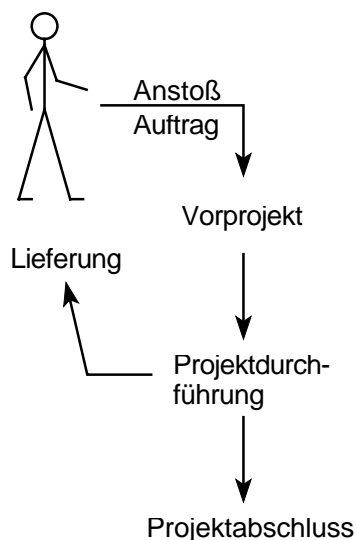 Anstoß
Auftrag
Vorprojekt
Lieferung
Projektdurch-
führung
Projektabschluss